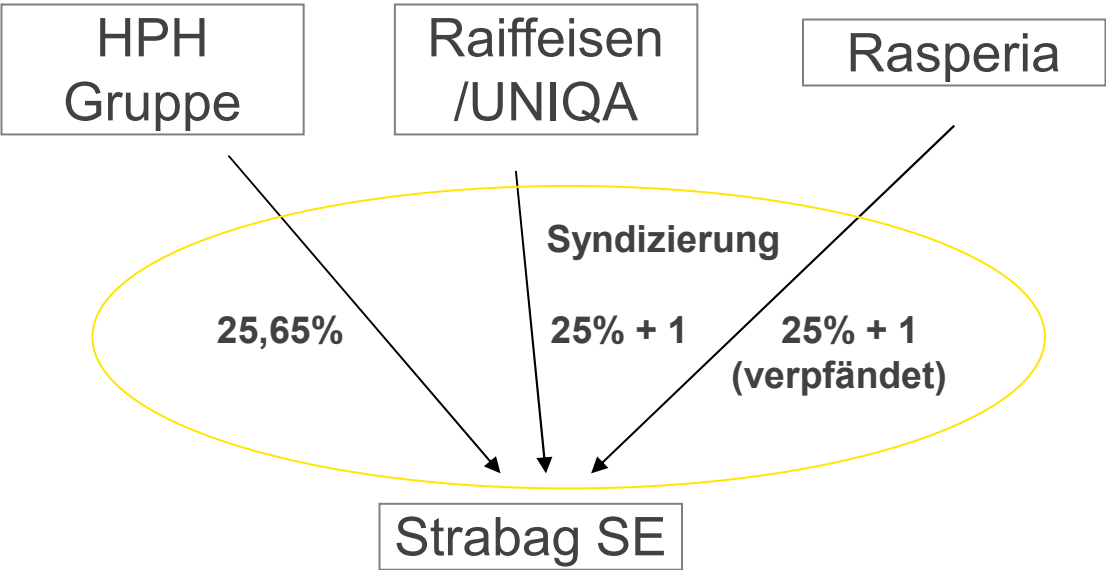 HPH
Gruppe
Raiffeisen
/UNIQA
Rasperia
Syndizierung
25,65%
25% + 1
25% + 1
(verpfändet)
Strabag SE